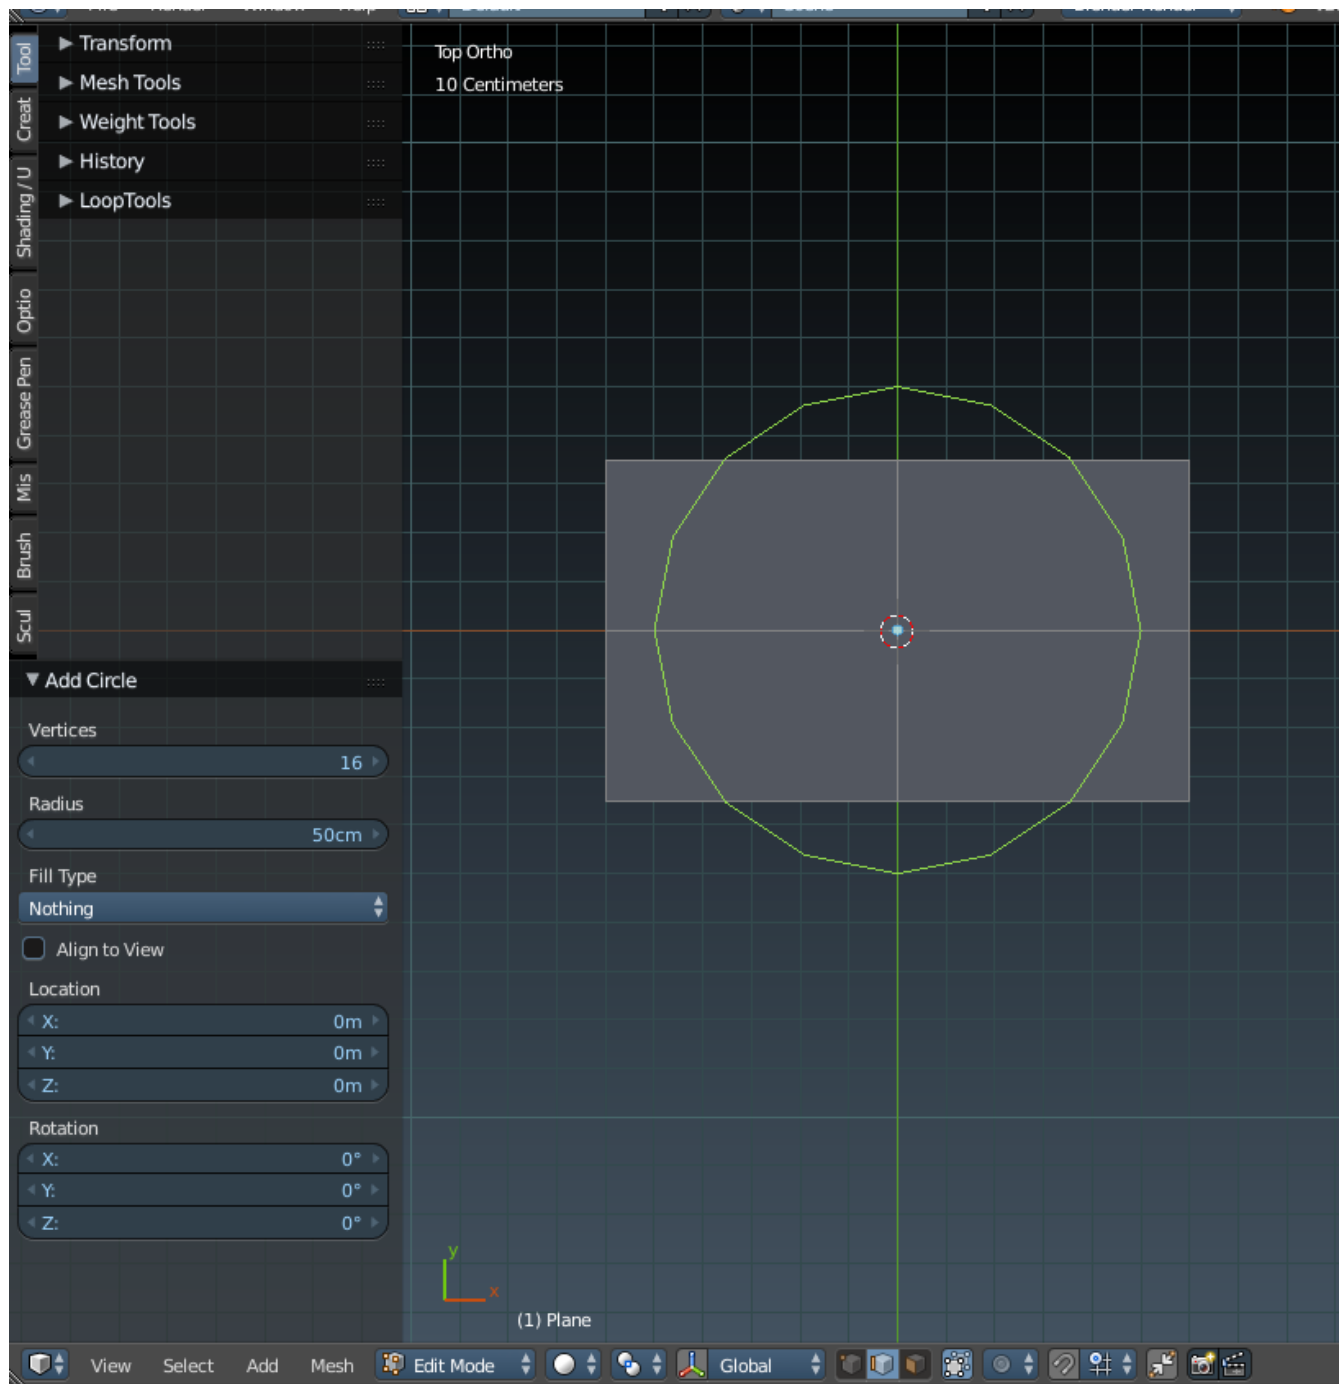 Tool
Creat
Shading / U
Optio
Grease Pen
Mis
Brush
Scul
Transform
Mesh Tools
Weight Tools
History
LoopTools
Top Ortho
10 Centimeters
Add Circle
Vertices
16
Radius
50cm
Fill Type
Nothing
Align to View
Location
X: 0m
Y: 0m
Z: 0m
Rotation
X: 0°
Y: 0°
Z: 0°
y
x
(1) Plane
View Select Add Mesh Edit Mode Global